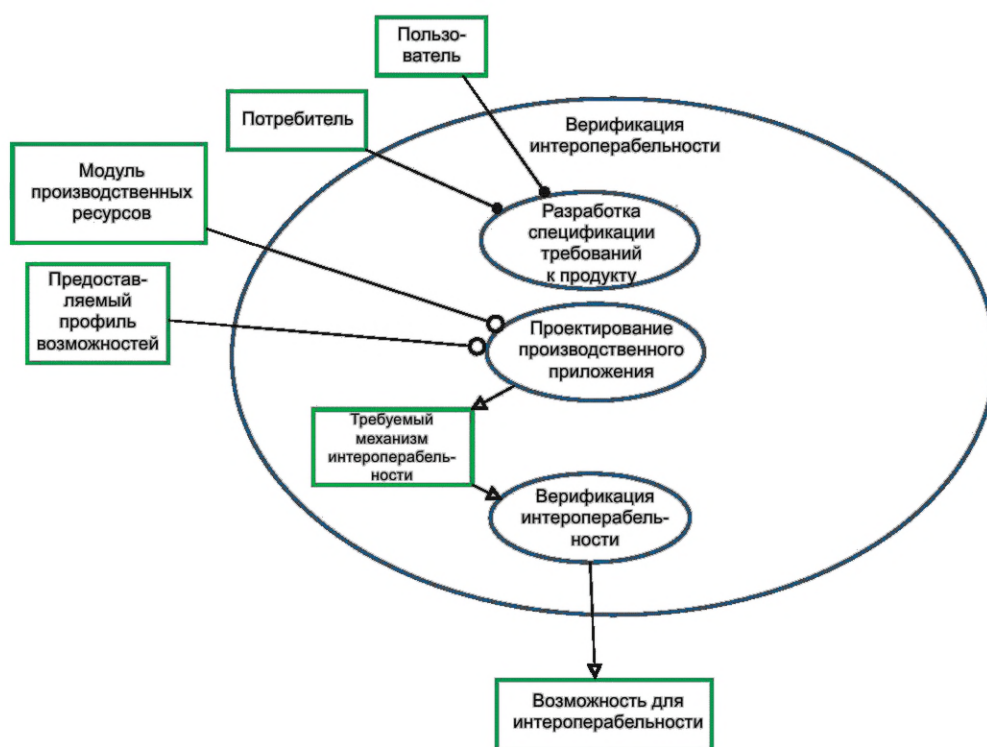 Пользо-
ватель
Потребитель
Верификация
интероперабельности
Модуль
производственных
ресурсов
Разработка
спецификации
требований
к продукту
Предостав-
ляемый
профиль
возможностей
Проектирование
производственного
приложения
Требуемый
механизм
интероперабель-
ности
Верификация
интероперабель-
ности
Возможность для
интероперабельности